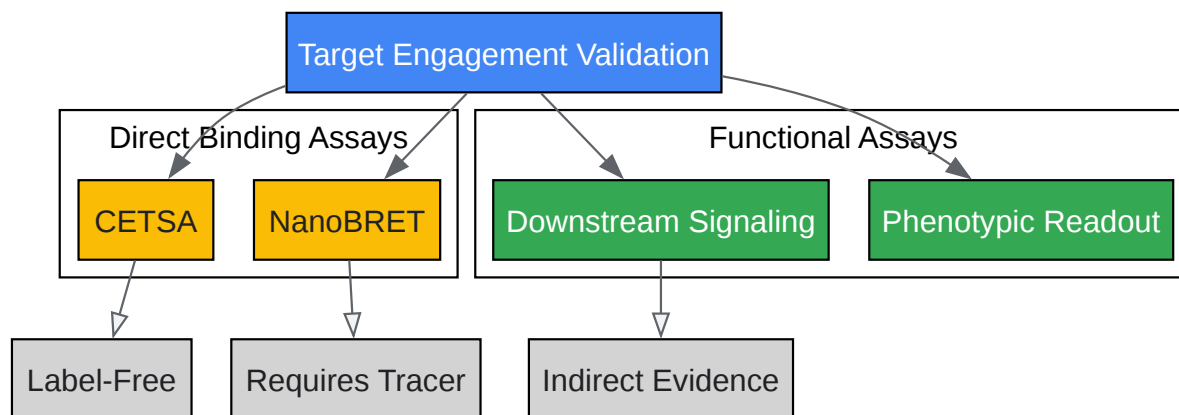 Target Engagement Validation
Direct Binding Assays
Functional Assays
CETSA
NanoBRET
Downstream Signaling
Phenotypic Readout
Label-Free
Requires Tracer
Indirect Evidence